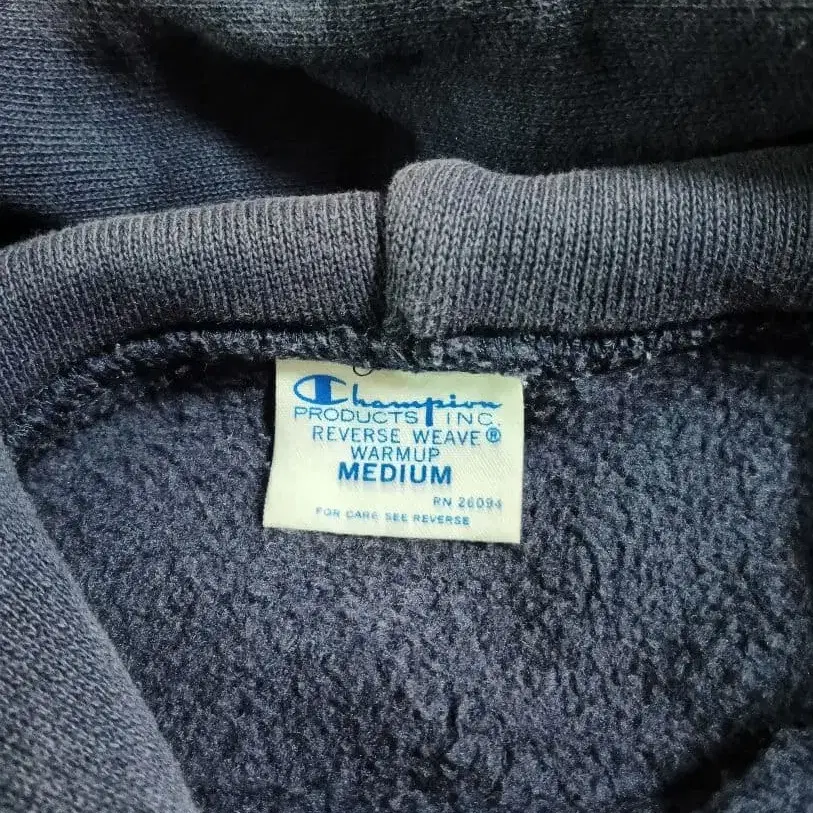 Champion
PRODUCTS INC.
REVERSE WEAVE®
WARMUP
MEDIUM
RN 26094
FOR CARE SEE REVERSE